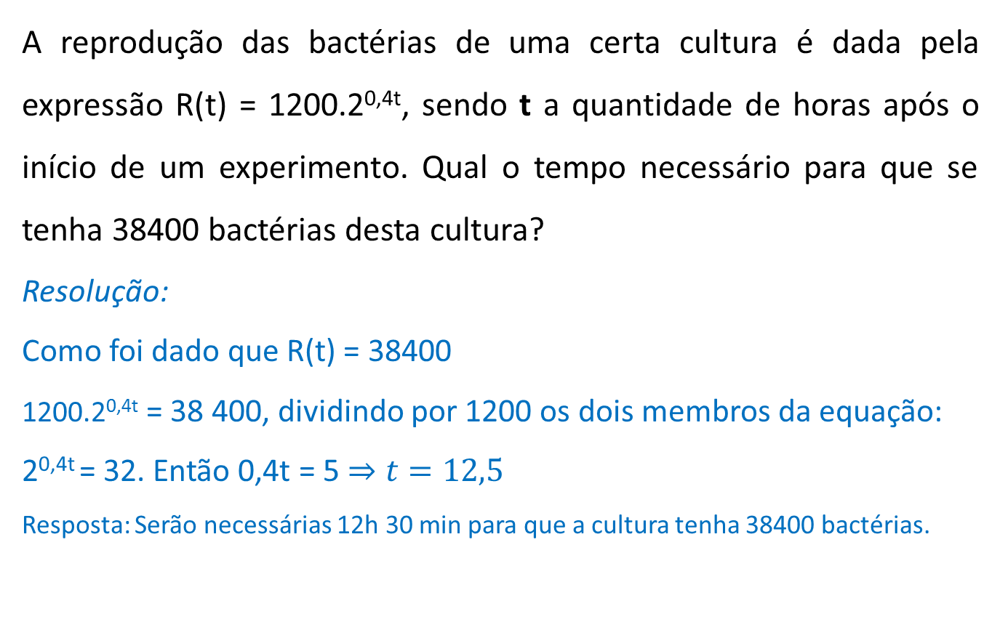 A reprodução das bactérias de uma certa cultura é dada pela
expressão R(t) = 1200.2^0,4t, sendo t a quantidade de horas após o
início de um experimento. Qual o tempo necessário para que se
tenha 38400 bactérias desta cultura?
Resolução:
Como foi dado que R(t) = 38400
1200.2^0,4t = 38 400, dividindo por 1200 os dois membros da equação:
2^0,4t = 32. Então 0,4t = 5 ⇒ t = 12,5
Resposta: Serão necessárias 12h 30 min para que a cultura tenha 38400 bactérias.